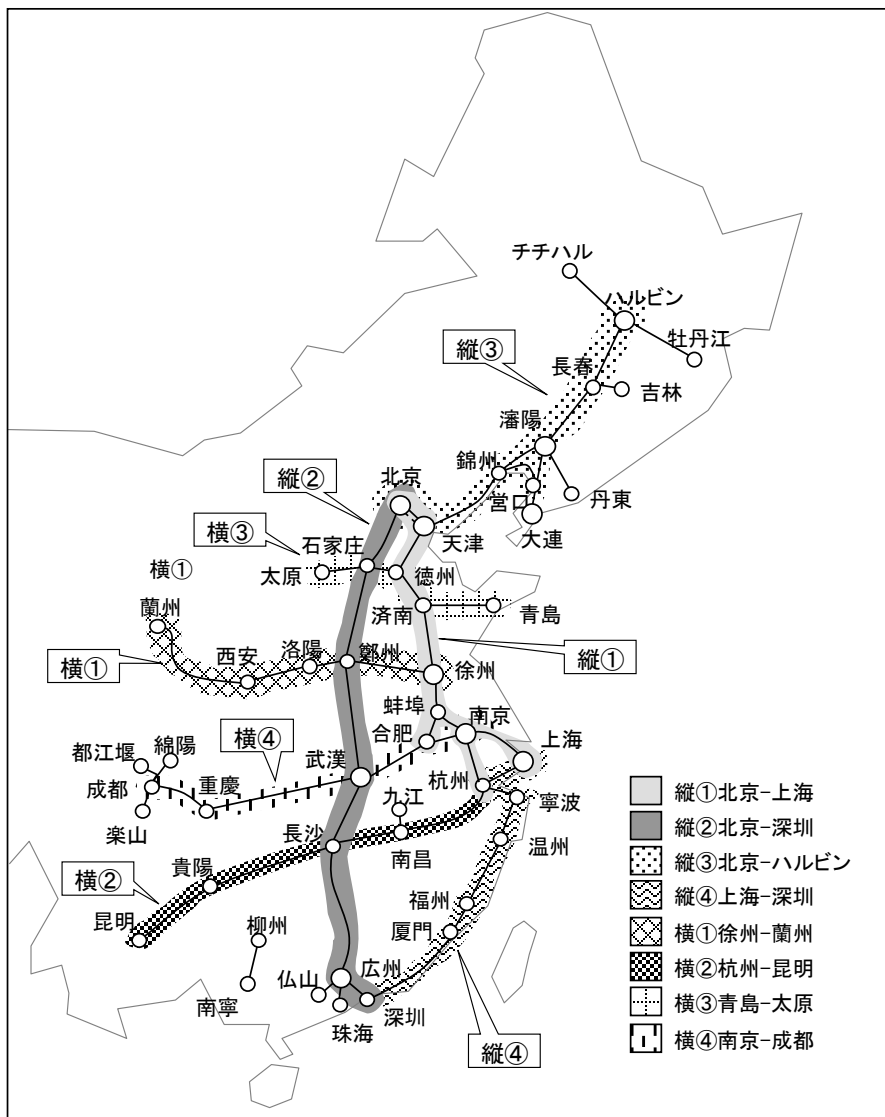 チチハル
ハルビン
牡丹江
縦③
長春
吉林
瀋陽
錦州
縦②
北京
営口
丹東
大連
横③
石家庄
天津
横①
太原
徳州
蘭州
済南
青島
横①
西安
洛陽
鄭州
徐州
縦①
蚌埠
南京
合肥
上海
都江堰
綿陽
横④
武漢
成都
重慶
杭州
九江
寧波
楽山
長沙
南昌
温州
横②
貴陽
福州
昆明
柳州
厦門
南寧
仏山
広州
珠海
深圳
縦④
縦①北京−上海
縦②北京−深圳
縦③北京−ハルビン
縦④上海−深圳
横①徐州−蘭州
横②杭州−昆明
横③青島−太原
横④南京−成都